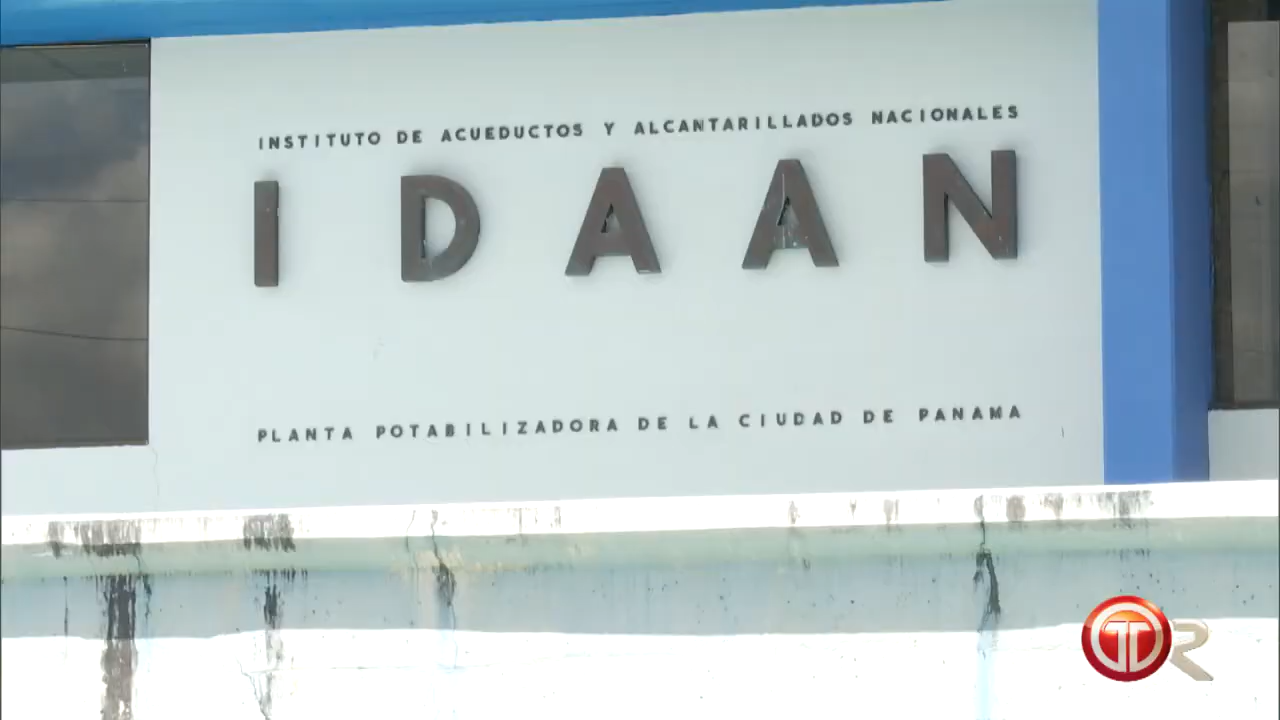 INSTITUTO DE ACUEDUCTOS Y ALCANTARILLADOS NACIONALES
IDAAN
PLANTA POTABILIZADORA DE LA CIUDAD DE PANAMA
R